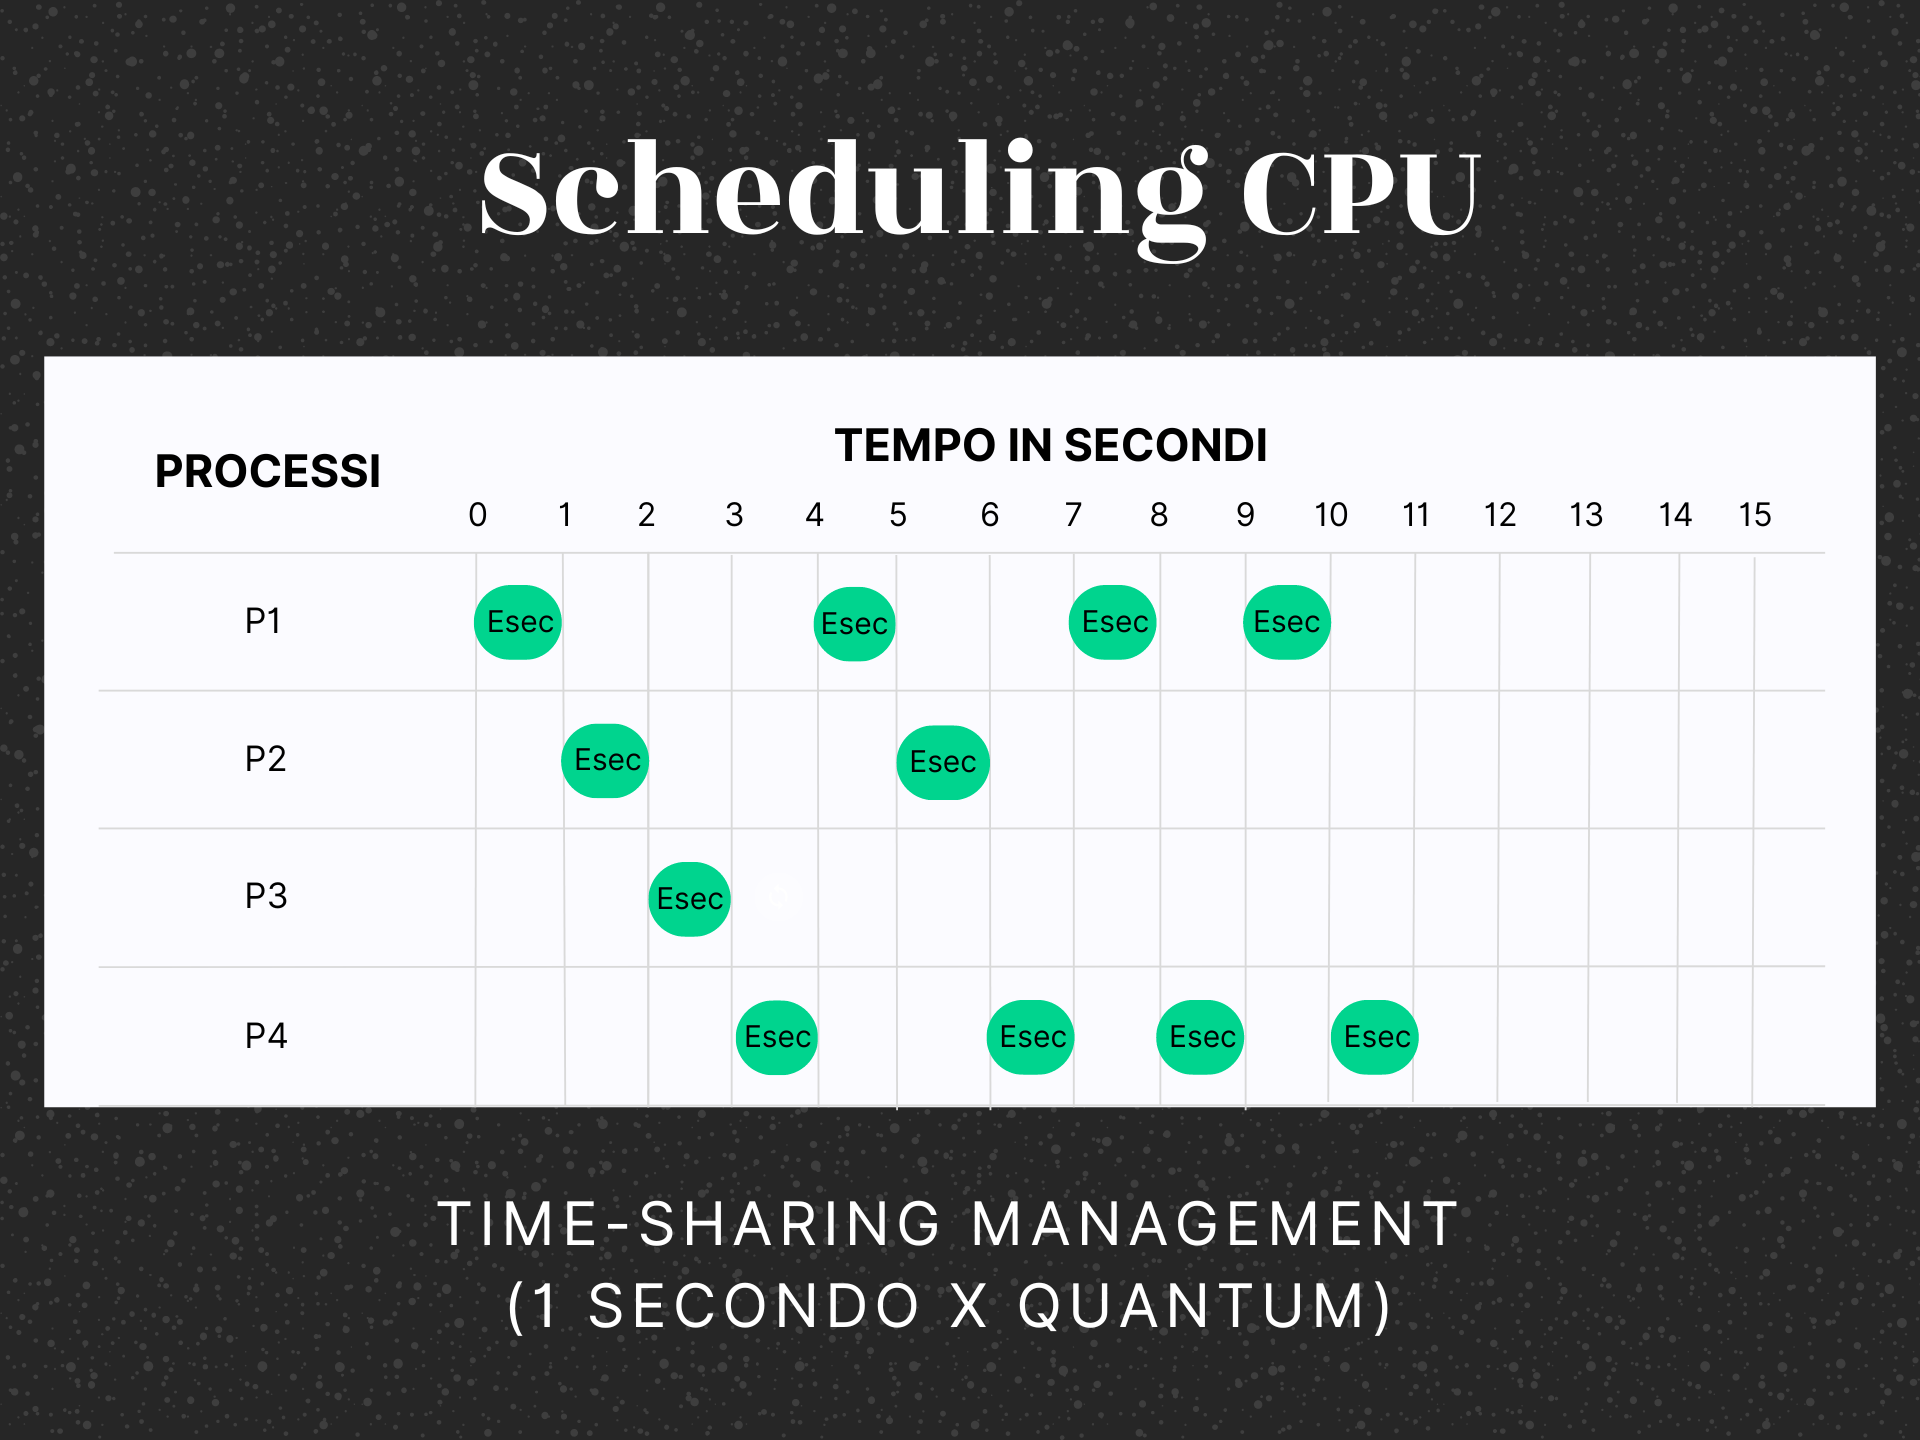 Scheduling CPU
TEMPO IN SECONDI
PROCESSI
0 1 2 3 4 5 6 7 8 9 10 11 12 13 14 15
P1 Esec Esec Esec Esec
P2 Esec Esec
P3 Esec
P4 Esec Esec Esec Esec
TIME-SHARING MANAGEMENT
(1 SECONDO X QUANTUM)